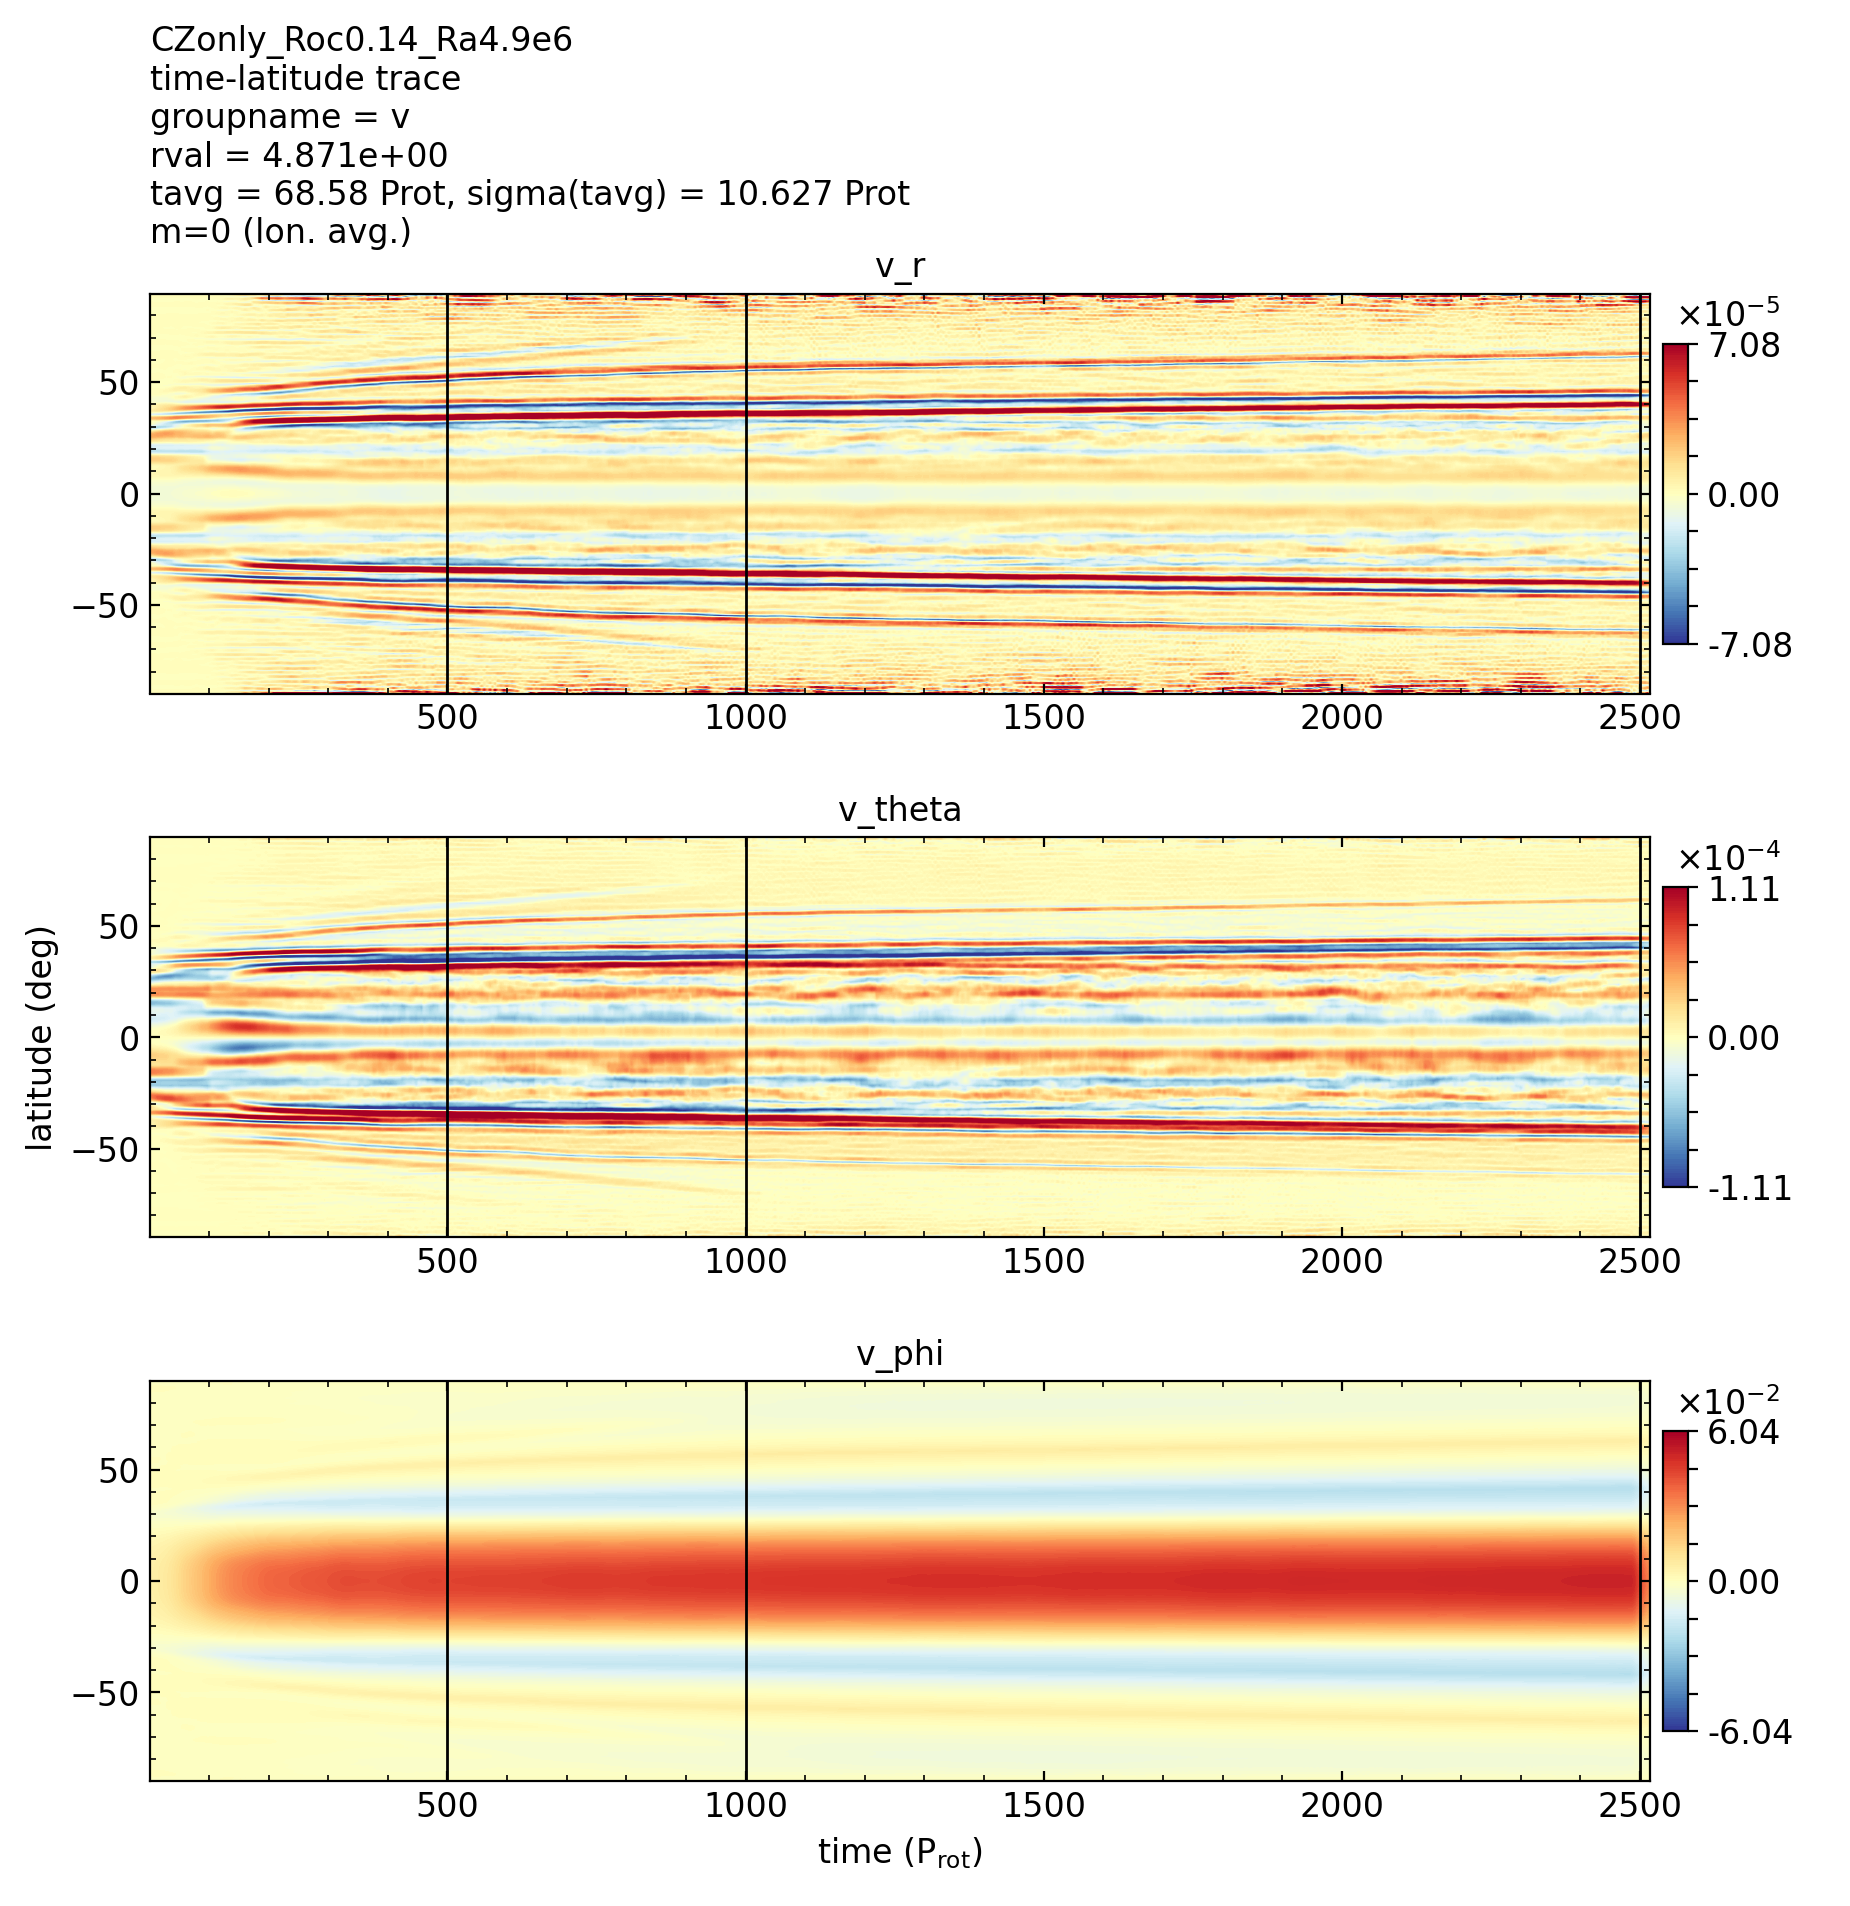 CZonly_Roc0.14_Ra4.9e6
time-latitude trace
groupname = v
rval = 4.871e+00
tavg = 68.58 Prot, sigma(tavg) = 10.627 Prot
m=0 (lon. avg.)
v_r
×10⁻⁵
7.08
0.00
-7.08
50
0
−50
500 1000 1500 2000 2500
v_theta
×10⁻⁴
1.11
0.00
-1.11
latitude (deg)
50
0
−50
500 1000 1500 2000 2500
v_phi
×10⁻²
6.04
0.00
-6.04
50
0
−50
500 1000 1500 2000 2500
time (P_rot)